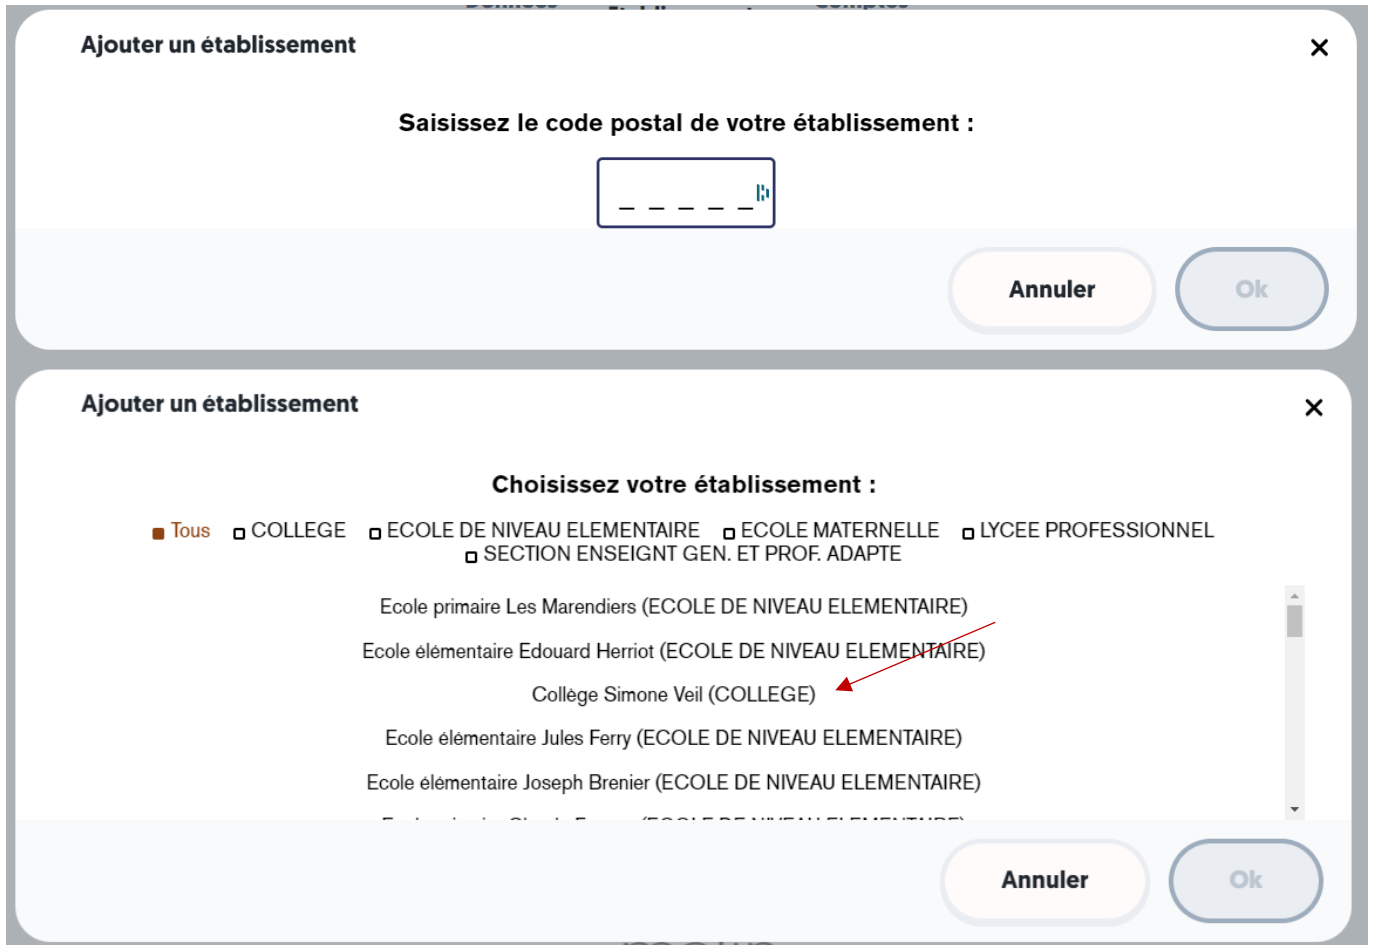 Ajouter un établissement
Saisissez le code postal de votre établissement :
_ _ _ _ _
Annuler
Ok
Ajouter un établissement
Choisissez votre établissement :
Tous COLLEGE ECOLE DE NIVEAU ELEMENTAIRE ECOLE MATERNELLE LYCEE PROFESSIONNEL
SECTION ENSEIGNT GEN. ET PROF. ADAPTE
Ecole primaire Les Marendiers (ECOLE DE NIVEAU ELEMENTAIRE)
Ecole élémentaire Edouard Herriot (ECOLE DE NIVEAU ELEMENTAIRE)
Collège Simone Veil (COLLEGE)
Ecole élémentaire Jules Ferry (ECOLE DE NIVEAU ELEMENTAIRE)
Ecole élémentaire Joseph Brenier (ECOLE DE NIVEAU ELEMENTAIRE)
Annuler
Ok